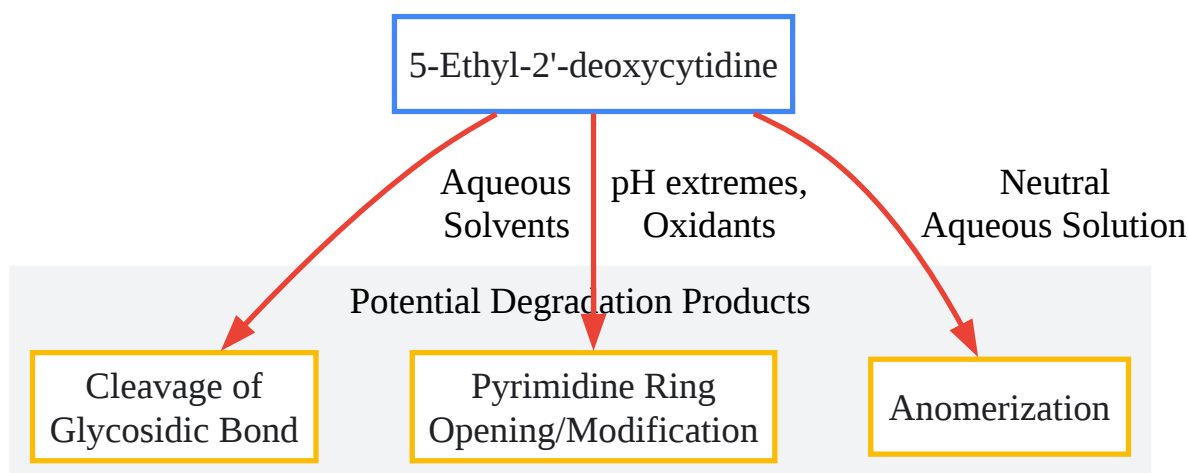 5-Ethyl-2'-deoxycytidine
Aqueous
Solvents
pH extremes,
Oxidants
Neutral
Aqueous Solution
Potential Degradation Products
Cleavage of
Glycosidic Bond
Pyrimidine Ring
Opening/Modification
Anomerization